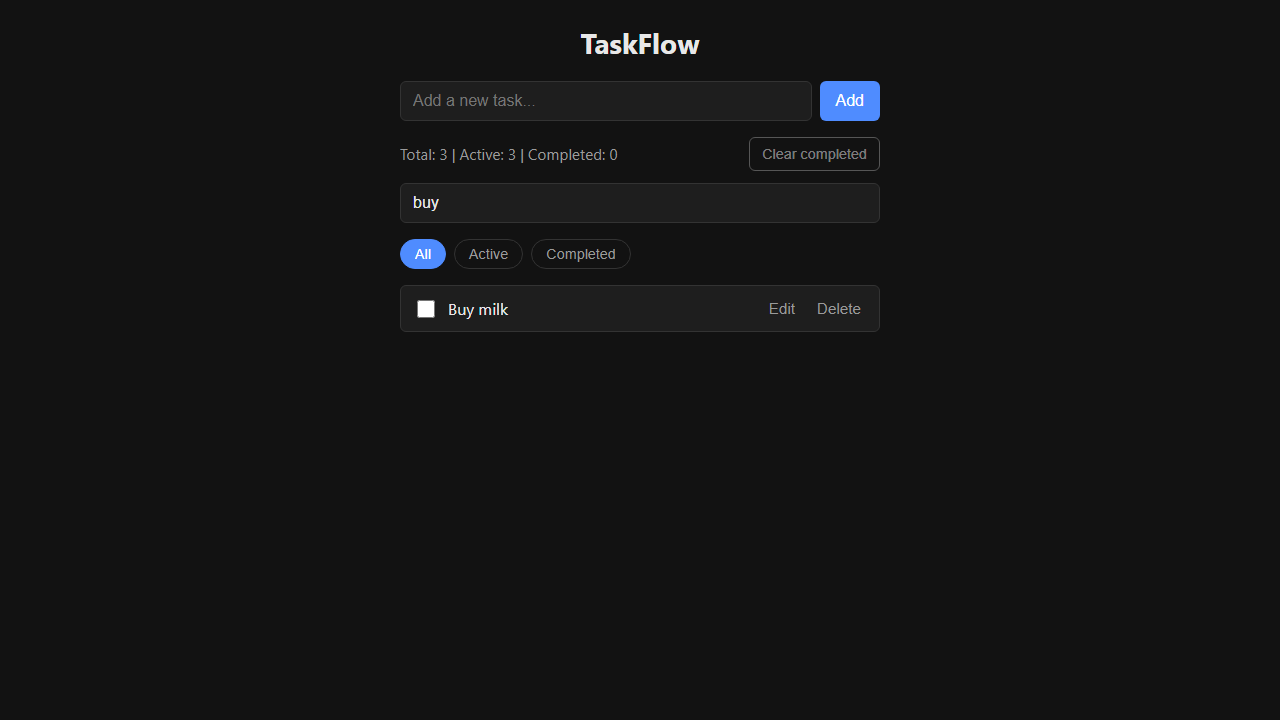 TaskFlow
Add a new task...
Add
Total: 3 | Active: 3 | Completed: 0
Clear completed
buy
All
Active
Completed
Buy milk
Edit
Delete